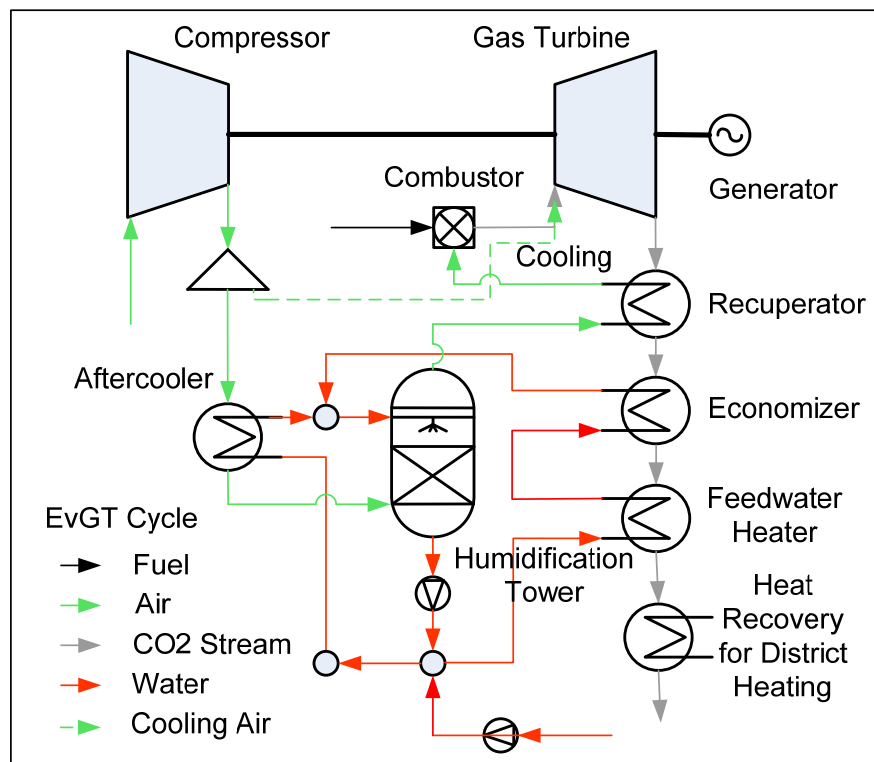 Compressor
Gas Turbine
Combustor
Generator
Cooling
Recuperator
Aftercooler
Economizer
EvGT Cycle
Feedwater
Heater
Fuel
Humidification
Tower
Heat
Recovery
for District
Heating
Air
CO2 Stream
Water
Cooling Air